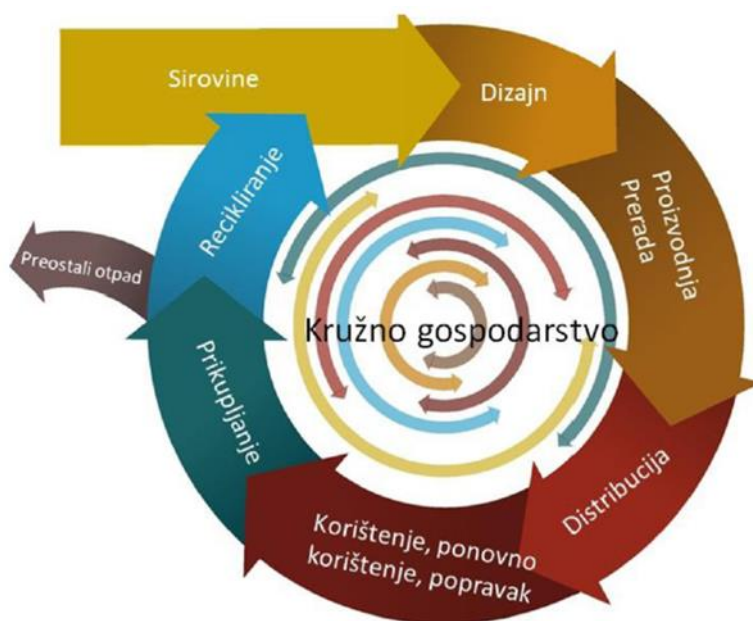 Sirovine
Dizajn
Proizvodnja
Prerada
Distribucija
Korištenje, ponovno
korištenje, popravak
Prikupljanje
Recikliranje
Preostali otpad
Kružno gospodarstvo